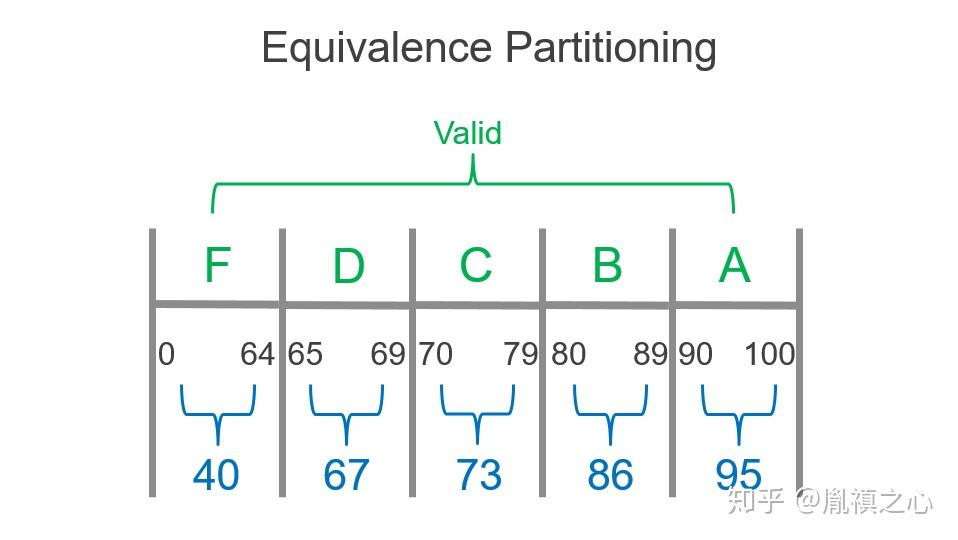 Equivalence Partitioning
Valid
F D C B A
0 64 65 69 70 79 80 89 90 100
40 67 73 86 95
知乎 @胤禛之心